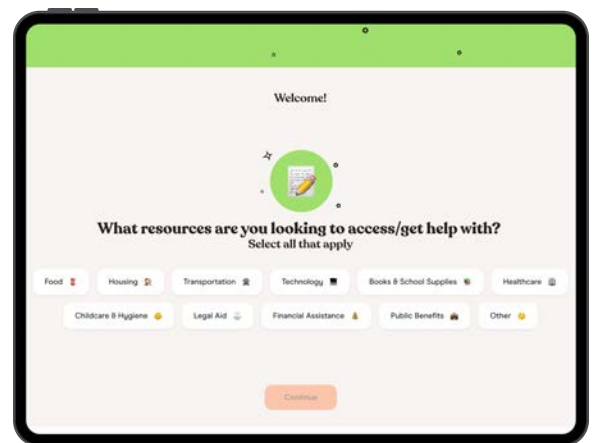 Welcome!
What resources are you looking to access/get help with?
Select all that apply
Food Housing Transportation Technology Books & School Supplies Healthcare
Childcare & Hygiene Legal Aid Financial Assistance Public Benefits Other
Continue